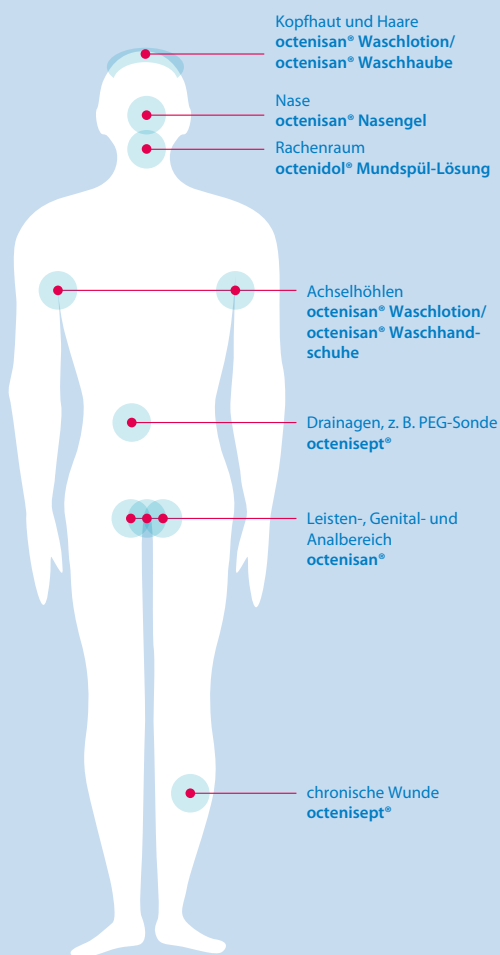 Kopfhaut und Haare
octenisan® Waschlotion/
octenisan® Waschhaube
Nase
octenisan® Nasengel
Rachenraum
octenidol® Mundspül-Lösung
Achselhöhlen
octenisan® Waschlotion/
octenisan® Waschhand-
schuhe
Drainagen, z. B. PEG-Sonde
octenisept®
Leisten-, Genital- und
Analbereich
octenisan®
chronische Wunde
octenisept®